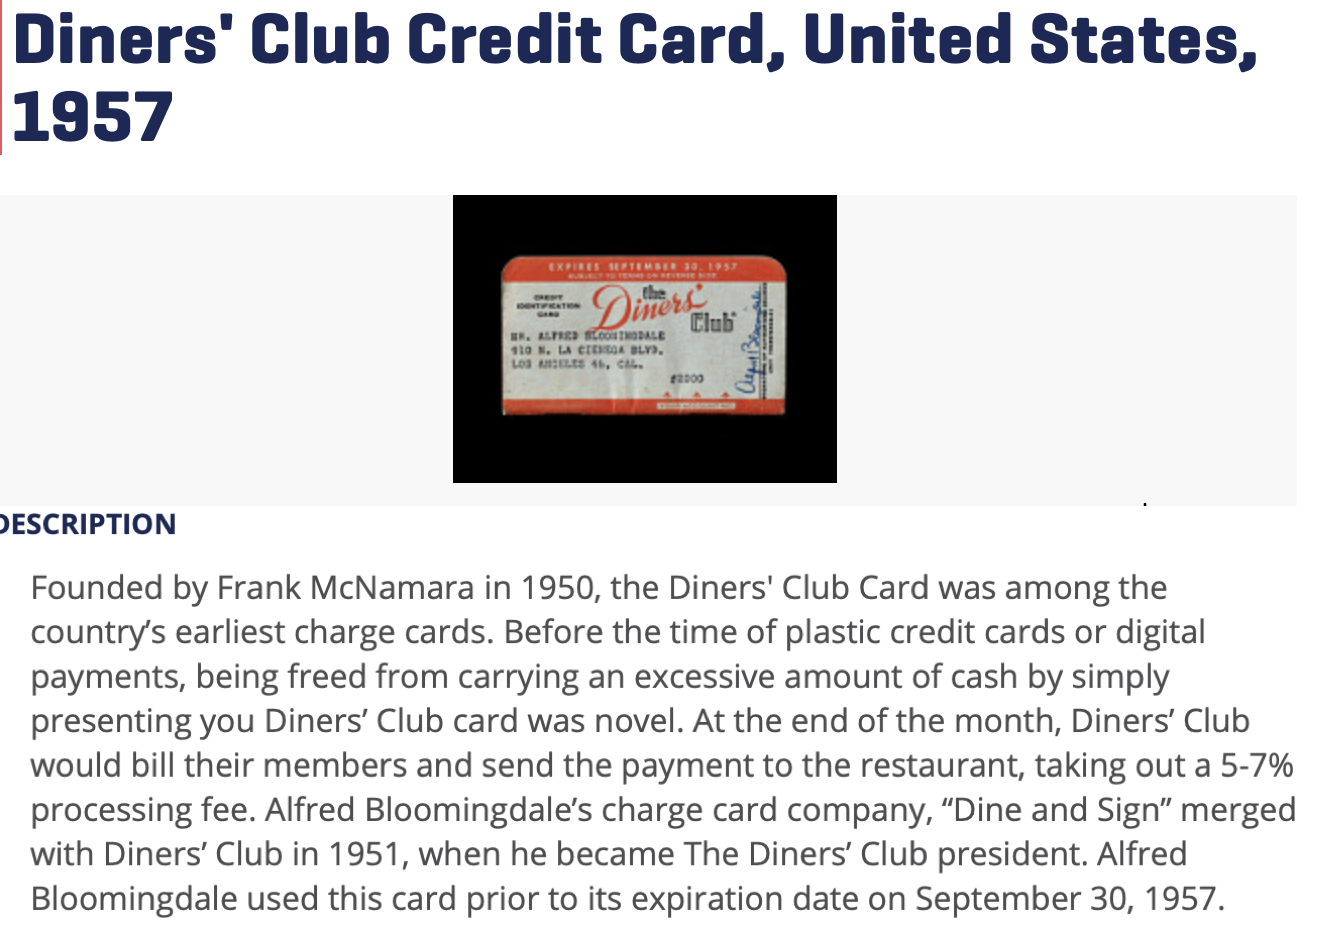 Diners' Club Credit Card, United States,
1957
EXPIRES SEPTEMBER 30, 1957
SUBJECT TO TERMS ON REVERSE SIDE
CREDIT
IDENTIFICATION
CARD
the
Diners'
Club
MR. ALFRED BLOOMINGDALE
910 N. LA CIENEGA BLVD.
LOS ANGELES 46, CAL.
#2000
Alfred Bloomingdale
DESCRIPTION
Founded by Frank McNamara in 1950, the Diners' Club Card was among the
country’s earliest charge cards. Before the time of plastic credit cards or digital
payments, being freed from carrying an excessive amount of cash by simply
presenting you Diners’ Club card was novel. At the end of the month, Diners’ Club
would bill their members and send the payment to the restaurant, taking out a 5-7%
processing fee. Alfred Bloomingdale’s charge card company, “Dine and Sign” merged
with Diners’ Club in 1951, when he became The Diners’ Club president. Alfred
Bloomingdale used this card prior to its expiration date on September 30, 1957.